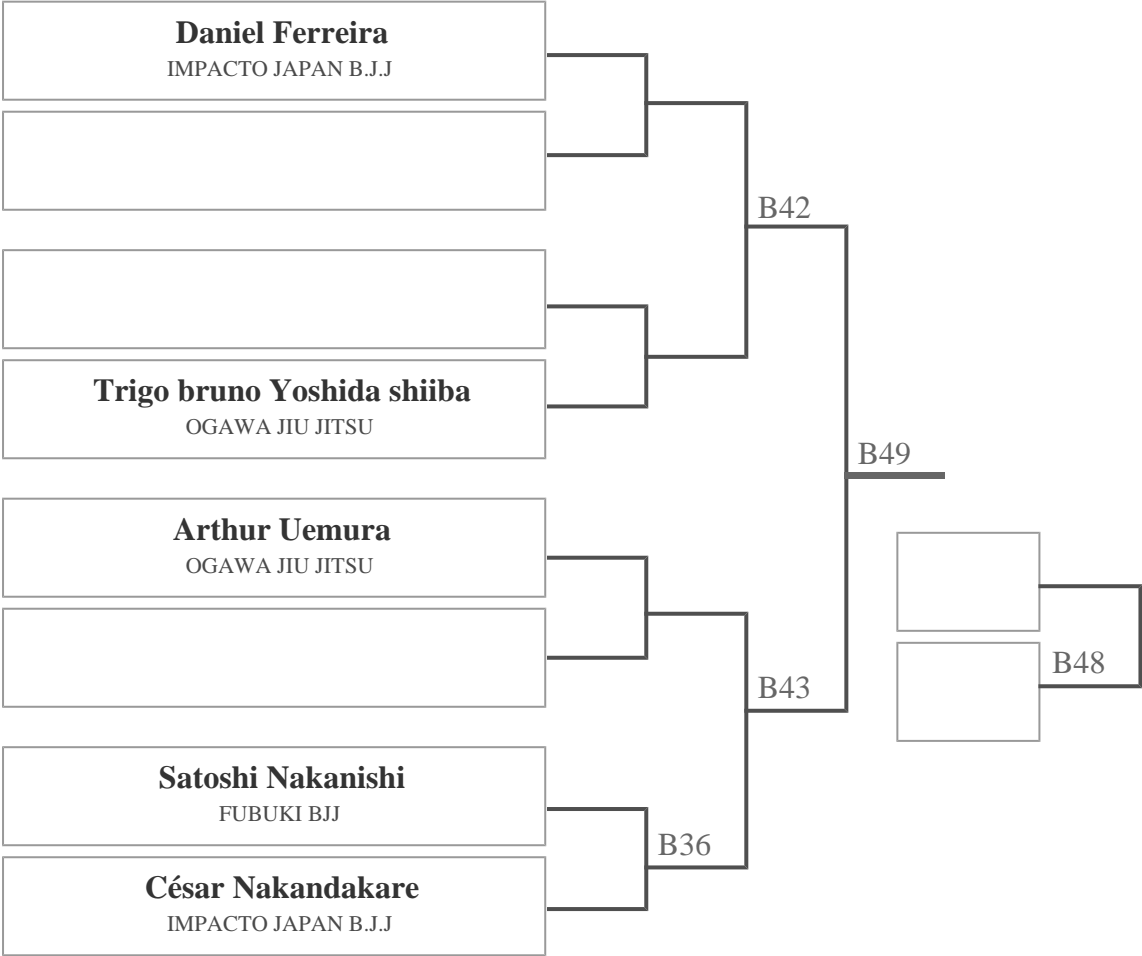 Daniel Ferreira
IMPACTO JAPAN B.J.J
B42
Trigo bruno Yoshida shiiba
OGAWA JIU JITSU
B49
Arthur Uemura
OGAWA JIU JITSU
B48
B43
Satoshi Nakanishi
FUBUKI BJJ
B36
César Nakandakare
IMPACTO JAPAN B.J.J